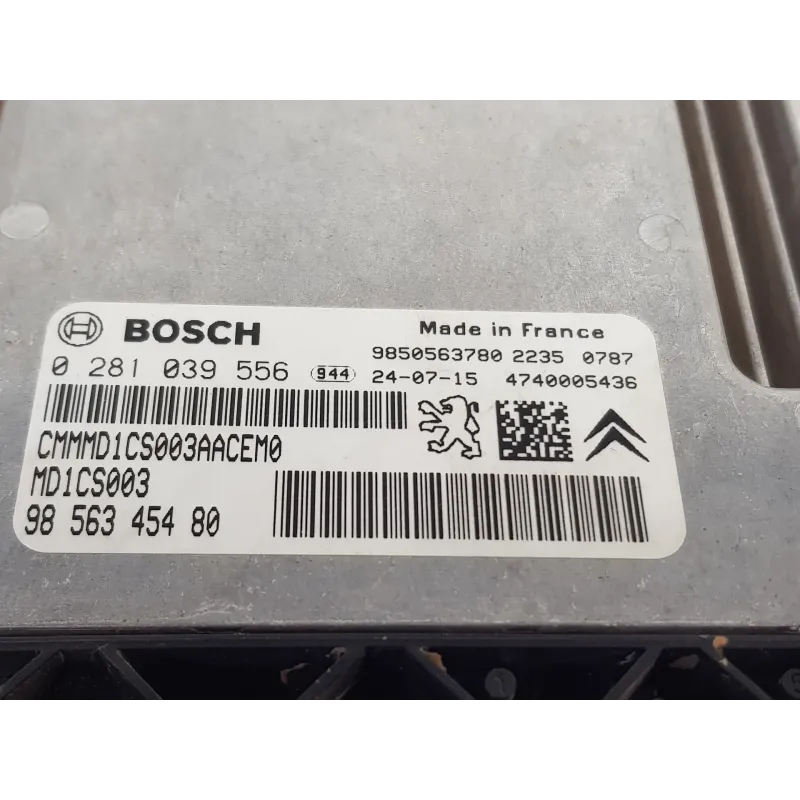 BOSCH
Made in France
9850563780 2235 0787
0 281 039 556 944 24-07-15 4740005436
CMMMD1CS003AACEM0
MD1CS003
98 563 454 80